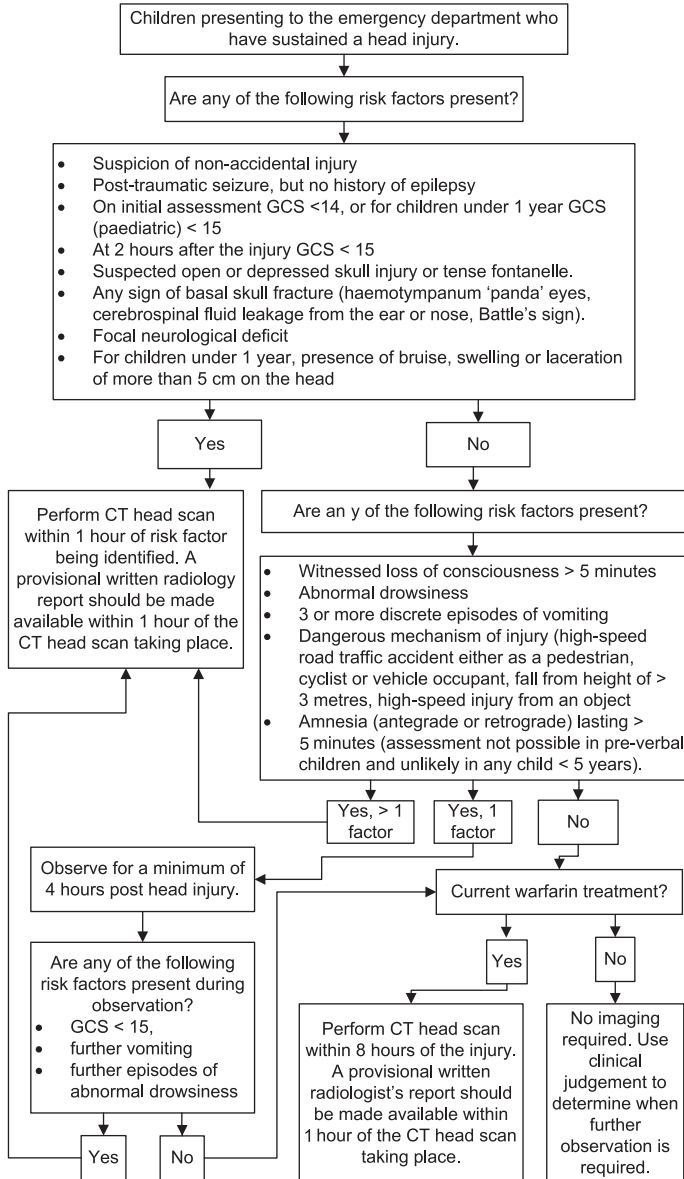 Children presenting to the emergency department who
have sustained a head injury.
Are any of the following risk factors present?
• Suspicion of non-accidental injury
• Post-traumatic seizure, but no history of epilepsy
• On initial assessment GCS <14, or for children under 1 year GCS
(paediatric) < 15
• At 2 hours after the injury GCS < 15
• Suspected open or depressed skull injury or tense fontanelle.
• Any sign of basal skull fracture (haemotympanum ‘panda’ eyes,
cerebrospinal fluid leakage from the ear or nose, Battle’s sign).
• Focal neurological deficit
• For children under 1 year, presence of bruise, swelling or laceration
of more than 5 cm on the head
Yes
No
Perform CT head scan
within 1 hour of risk factor
being identified. A
provisional written radiology
report should be made
available within 1 hour of the
CT head scan taking place.
Are an y of the following risk factors present?
• Witnessed loss of consciousness > 5 minutes
• Abnormal drowsiness
• 3 or more discrete episodes of vomiting
• Dangerous mechanism of injury (high-speed
road traffic accident either as a pedestrian,
cyclist or vehicle occupant, fall from height of >
3 metres, high-speed injury from an object
• Amnesia (antegrade or retrograde) lasting >
5 minutes (assessment not possible in pre-verbal
children and unlikely in any child < 5 years).
Yes, > 1
factor
Yes, 1
factor
No
Observe for a minimum of
4 hours post head injury.
Current warfarin treatment?
Are any of the following
risk factors present during
observation?
• GCS < 15,
• further vomiting
• further episodes of
abnormal drowsiness
Yes
No
Yes
No
Perform CT head scan
within 8 hours of the injury.
A provisional written
radiologist’s report should
be made available within
1 hour of the CT head scan
taking place.
No imaging
required. Use
clinical
judgement to
determine when
further
observation is
required.